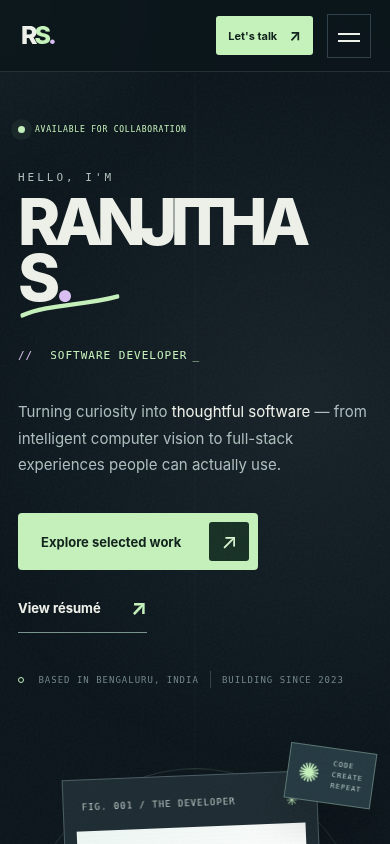 RS.
Let's talk
AVAILABLE FOR COLLABORATION
HELLO, I'M
RANJITHA
S.
// SOFTWARE DEVELOPER _
Turning curiosity into thoughtful software — from
intelligent computer vision to full-stack
experiences people can actually use.
Explore selected work
View résumé
BASED IN BENGALURU, INDIA
BUILDING SINCE 2023
CODE
CREATE
REPEAT
FIG. 001 / THE DEVELOPER